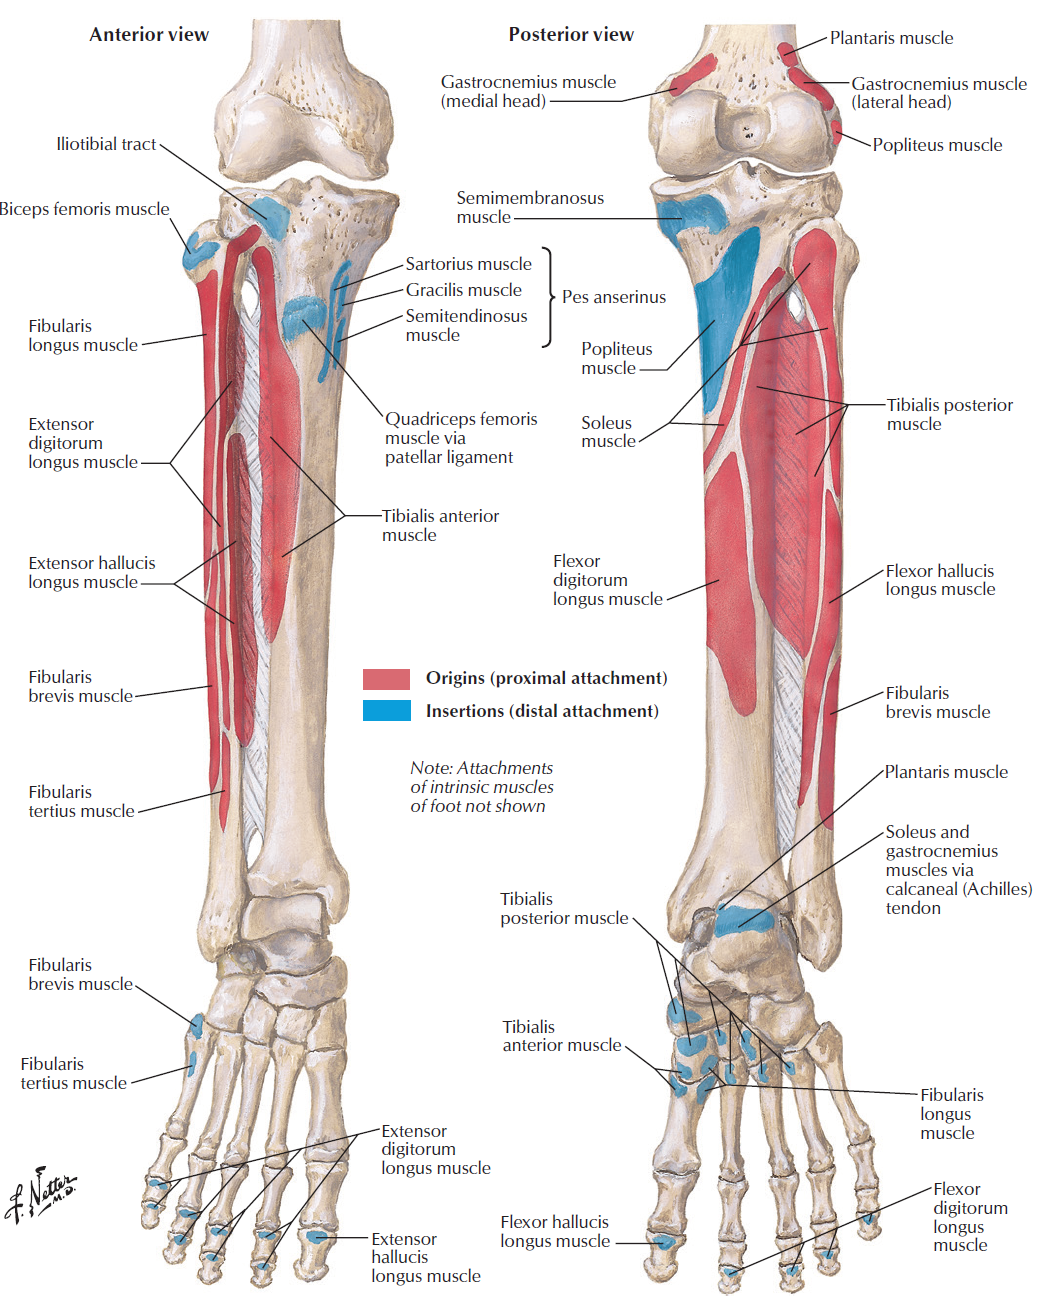 Anterior view
Iliotibial tract
Biceps femoris muscle
Sartorius muscle
Gracilis muscle
Semitendinosus
muscle
Pes anserinus
Fibularis
longus muscle
Extensor
digitorum
longus muscle
Quadriceps femoris
muscle via
patellar ligament
Tibialis anterior
muscle
Extensor hallucis
longus muscle
Fibularis
brevis muscle
Fibularis
tertius muscle
Fibularis
brevis muscle
Fibularis
tertius muscle
Extensor
digitorum
longus muscle
Extensor
hallucis
longus muscle
Origins (proximal attachment)
Insertions (distal attachment)
Note: Attachments
of intrinsic muscles
of foot not shown
Posterior view
Plantaris muscle
Gastrocnemius muscle
(medial head)
Gastrocnemius muscle
(lateral head)
Popliteus muscle
Semimembranosus
muscle
Popliteus
muscle
Soleus
muscle
Tibialis posterior
muscle
Flexor
digitorum
longus muscle
Flexor hallucis
longus muscle
Fibularis
brevis muscle
Plantaris muscle
Soleus and
gastrocnemius
muscles via
calcaneal (Achilles)
tendon
Tibialis
posterior muscle
Tibialis
anterior muscle
Fibularis
longus
muscle
Flexor hallucis
longus muscle
Flexor
digitorum
longus
muscle
F. Netter
M.D.